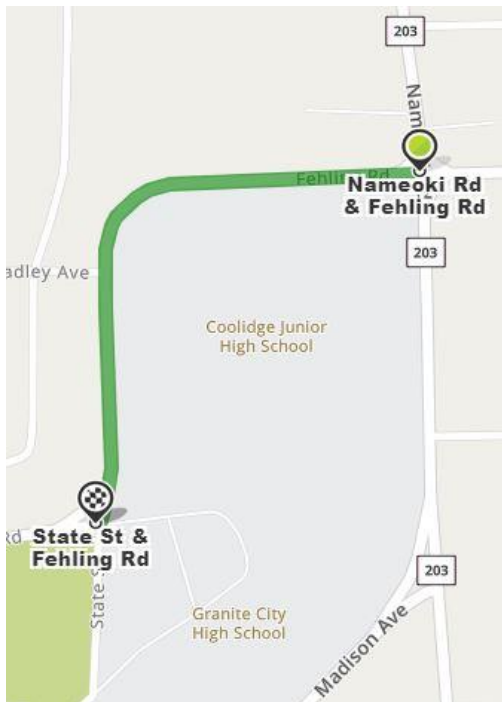 203
Nam
Fehling Rd
Nameoki Rd
& Fehling Rd
203
adley Ave
Coolidge Junior
High School
State St &
Fehling Rd
Rd
State S
203
Granite City
High School
Madison Ave